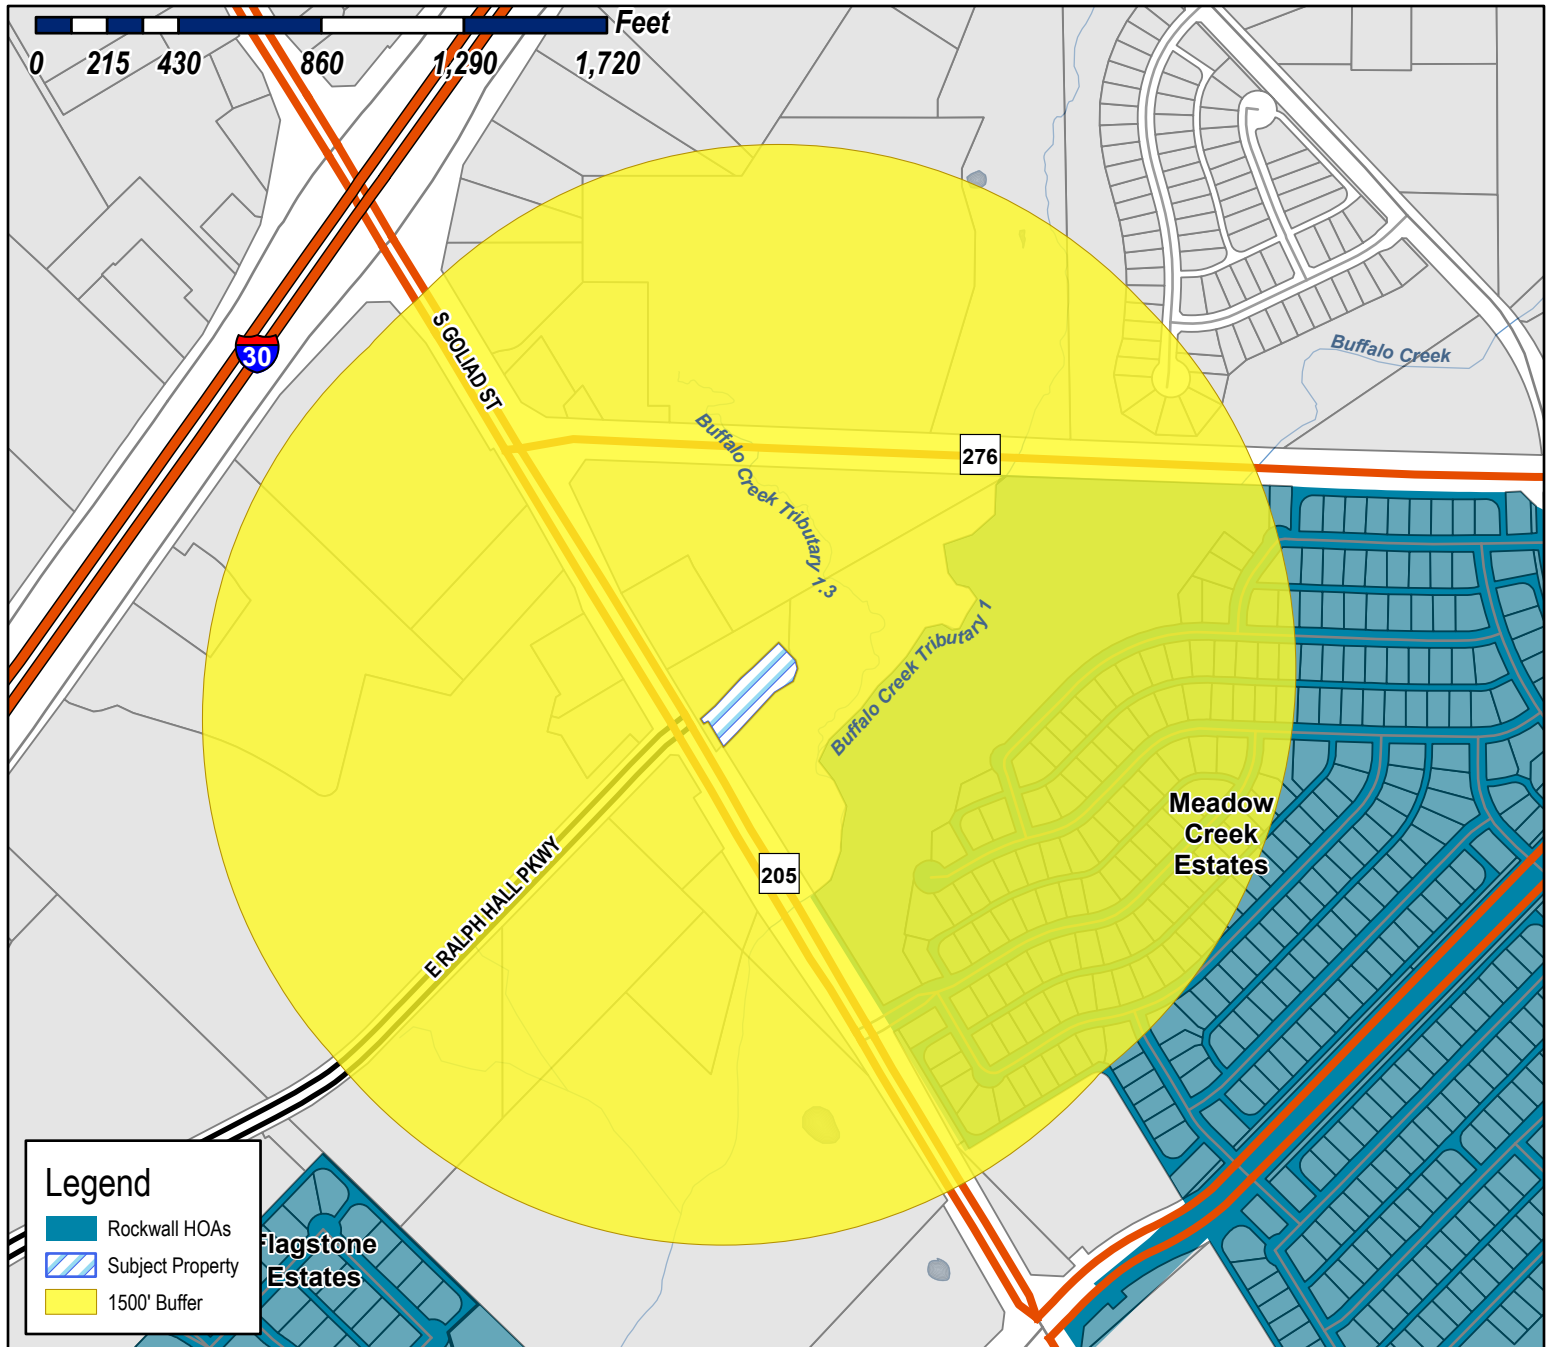 Feet
0 215 430 860 1,290 1,720
30
S GOLIAD ST
Buffalo Creek
276
Buffalo Creek Tributary 1.3
Buffalo Creek Tributary 1
Meadow
Creek
Estates
205
E RALPH HALL PKWY
Legend
Rockwall HOAs
Subject Property
1500' Buffer
Flagstone
Estates